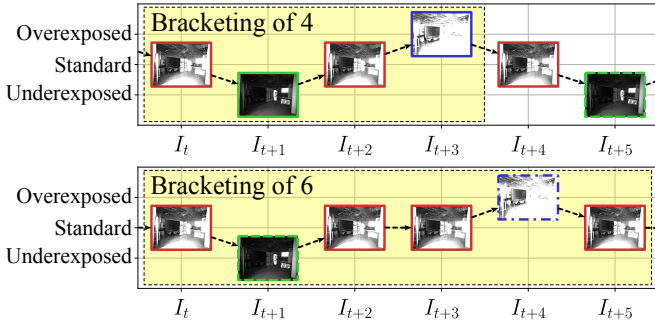 Bracketing of 4
Overexposed
Standard
Underexposed
I_t I_{t+1} I_{t+2} I_{t+3} I_{t+4} I_{t+5}
Bracketing of 6
Overexposed
Standard
Underexposed
I_t I_{t+1} I_{t+2} I_{t+3} I_{t+4} I_{t+5}